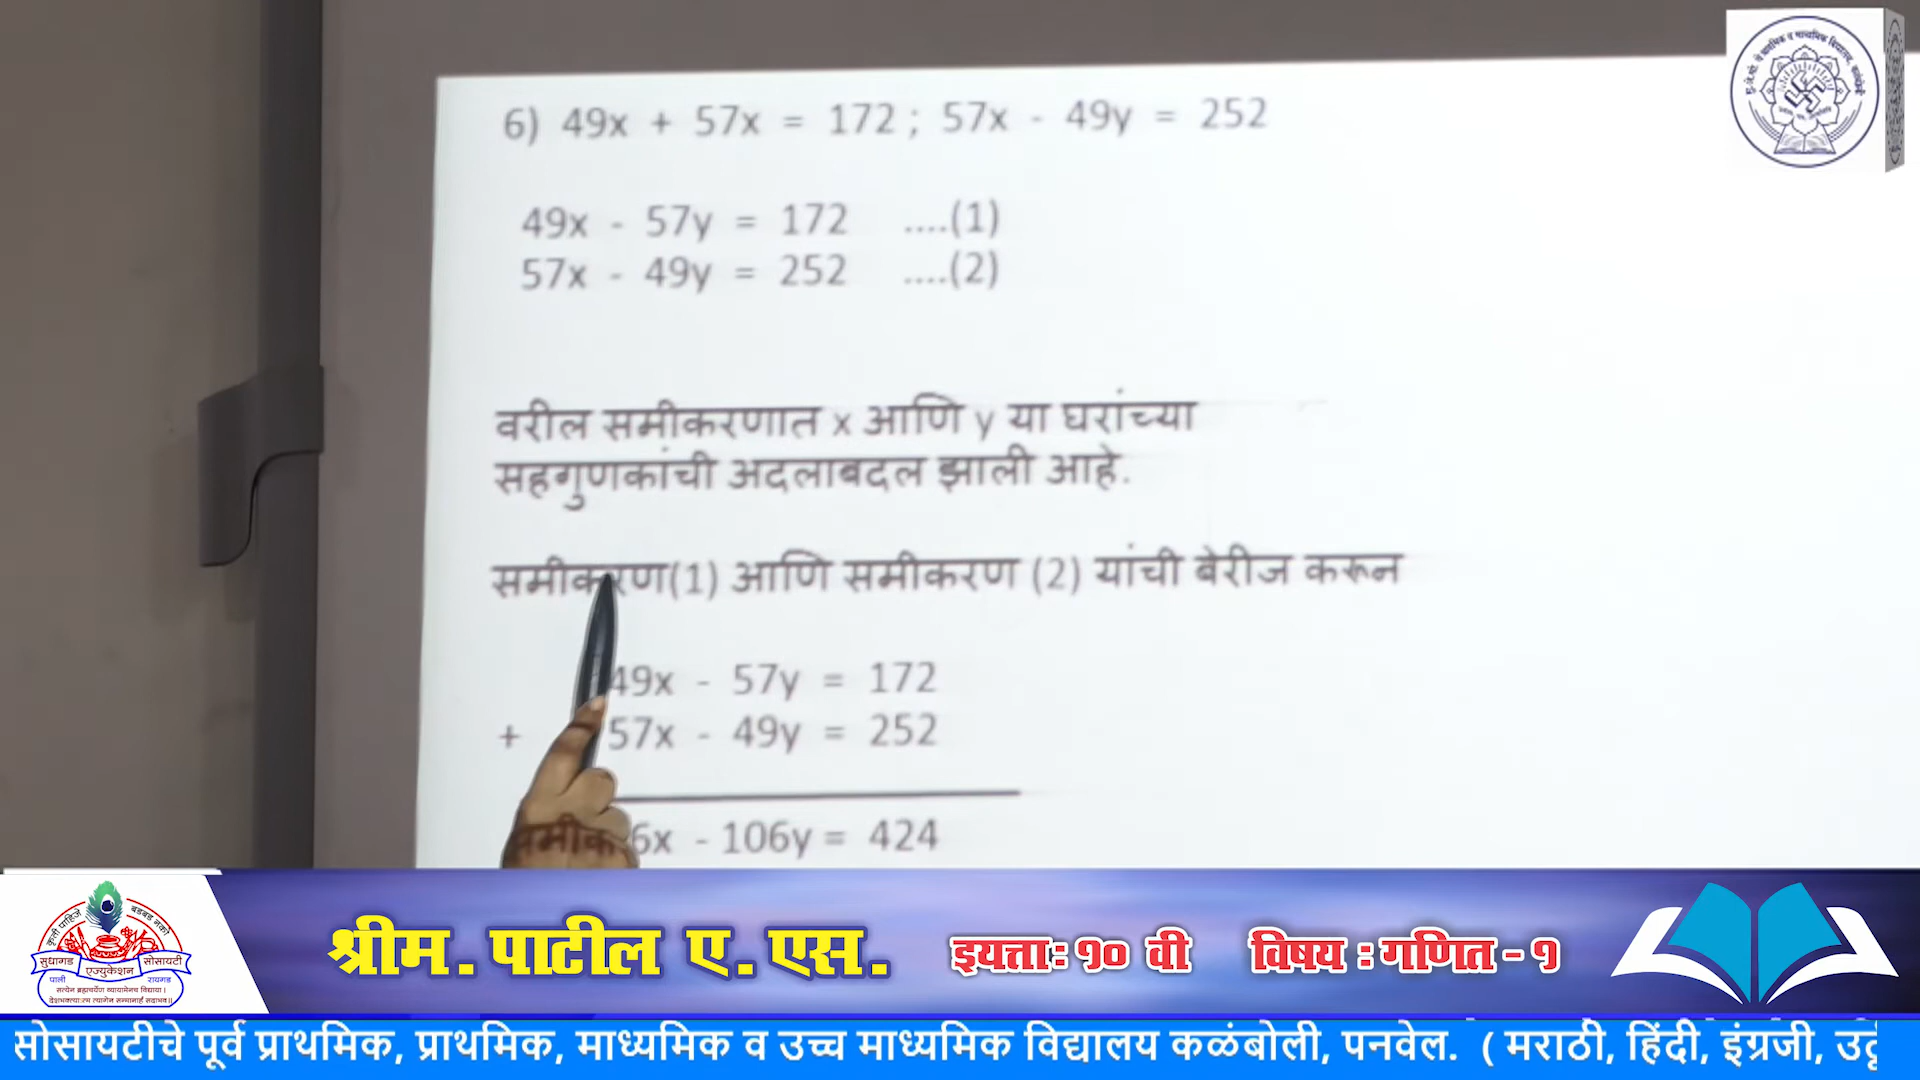 6) 49x + 57x = 172 ; 57x - 49y = 252
49x - 57y = 172 ....(1)
57x - 49y = 252 ....(2)
वरील समीकरणात x आणि y या घरांच्या
सहगुणकांची अदलाबदल झाली आहे.
समीकरण(1) आणि समीकरण (2) यांची बेरीज करून
49x - 57y = 172
+ 57x - 49y = 252
6x - 106y = 424
कृती पाहिजे बडबड नको
सुधागड एज्युकेशन सोसायटी
पाली रायगड
श्रीम. पाटील ए. एस. इयत्ताः १० वी विषय : गणित - १
सोसायटीचे पूर्व प्राथमिक, प्राथमिक, माध्यमिक व उच्च माध्यमिक विद्यालय कळंबोली, पनवेल. ( मराठी, हिंदी, इंग्रजी,